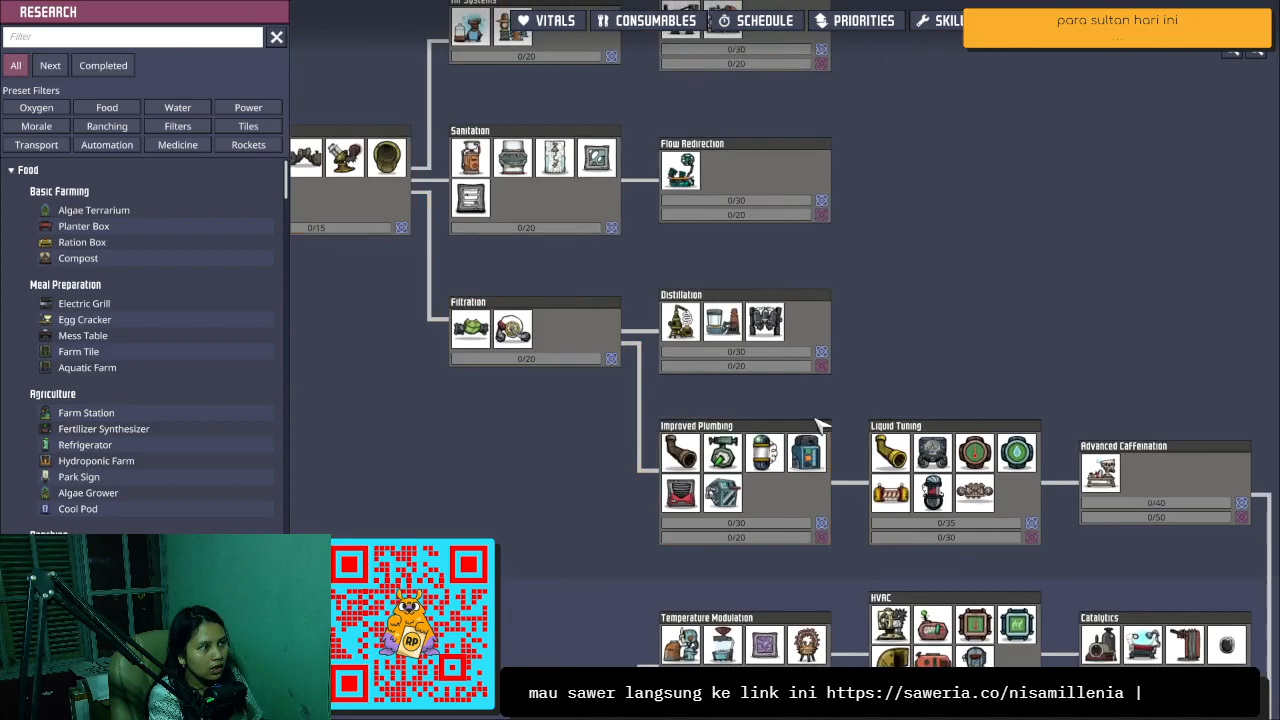 RESEARCH
Filter
All
Next
Completed
Preset Filters
Oxygen
Food
Water
Power
Morale
Ranching
Filters
Tiles
Transport
Automation
Medicine
Rockets
Food
Basic Farming
Algae Terrarium
Planter Box
Ration Box
Compost
Meal Preparation
Electric Grill
Egg Cracker
Mess Table
Farm Tile
Aquatic Farm
Agriculture
Farm Station
Fertilizer Synthesizer
Refrigerator
Hydroponic Farm
Park Sign
Algae Grower
Cool Pod
VITALS
CONSUMABLES
SCHEDULE
PRIORITIES
SKILL
para sultan hari ini
...
0/20
0/30
0/20
0/15
Sanitation
0/20
Flow Redirection
0/30
0/20
Filtration
0/20
Distillation
0/30
0/20
Improved Plumbing
0/30
0/20
Liquid Tuning
0/35
0/30
Advanced Caffeination
0/40
0/50
Temperature Modulation
HVAC
Catalytics
RP
mau sawer langsung ke link ini https://saweria.co/nisamillenia |